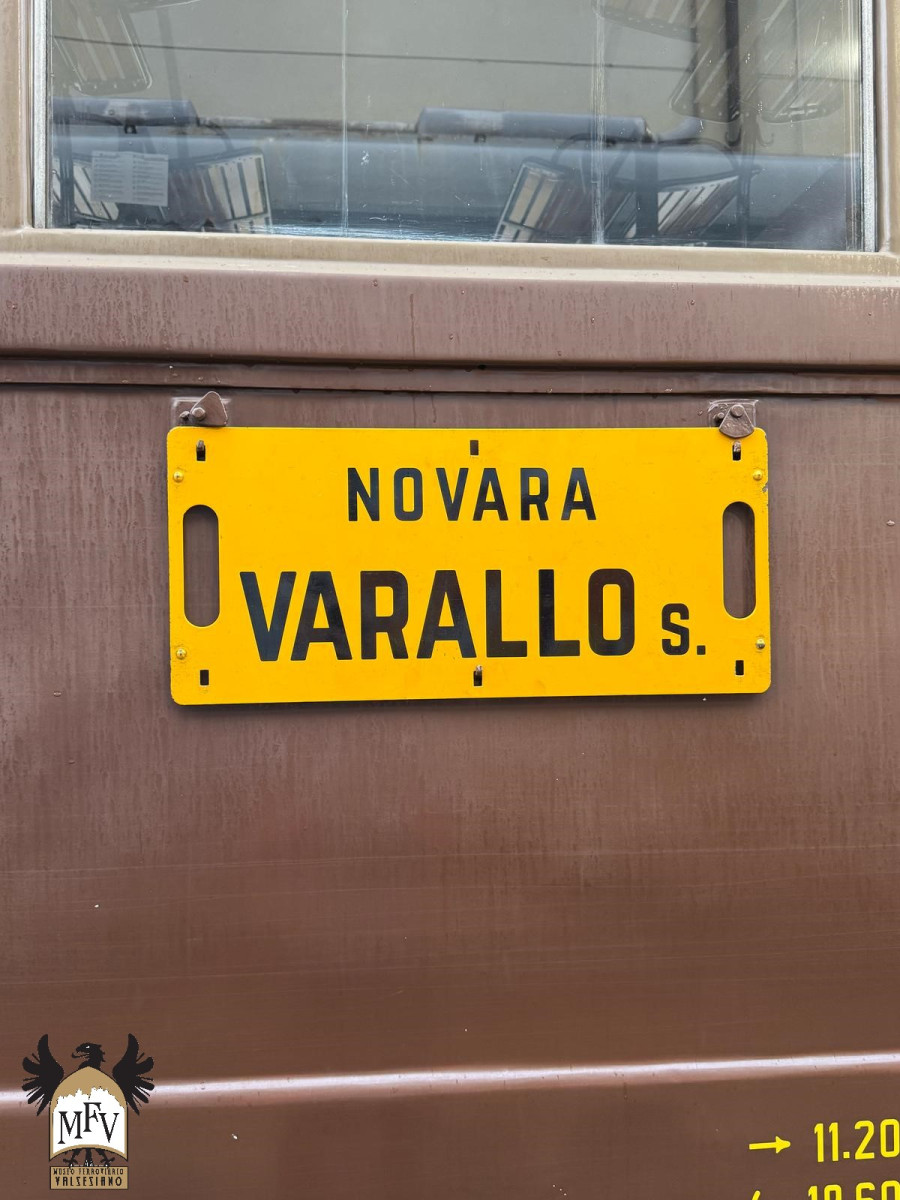 NOVARA
VARALLO S.
→ 11.20
MFV
MUSEO FERROVIARIO
VALSESIANO